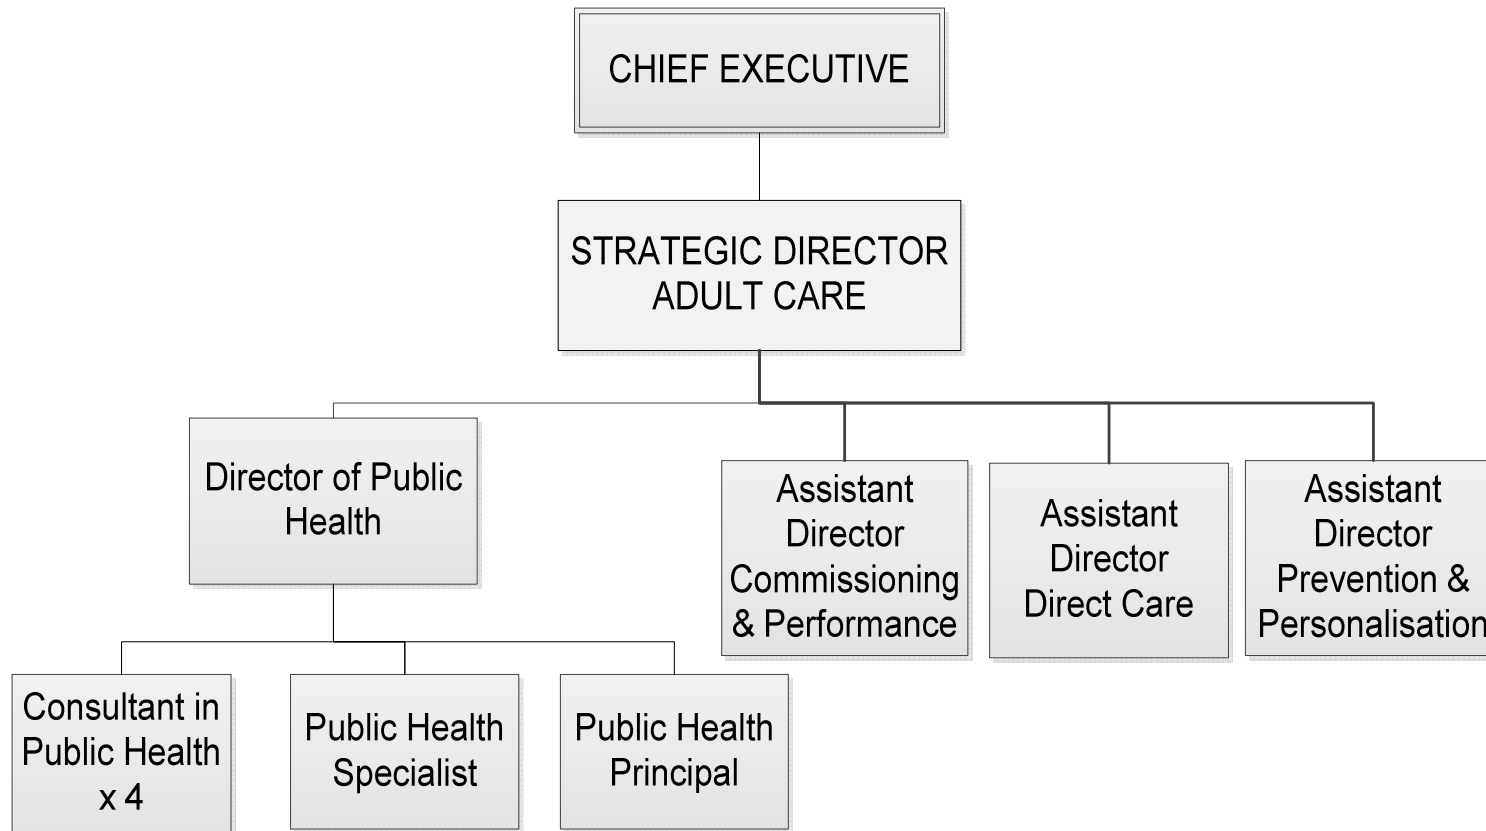 CHIEF EXECUTIVE
STRATEGIC DIRECTOR
ADULT CARE
Director of Public
Health
Assistant
Director
Commissioning
& Performance
Assistant
Director
Direct Care
Assistant
Director
Prevention &
Personalisation
Consultant in
Public Health
x 4
Public Health
Specialist
Public Health
Principal